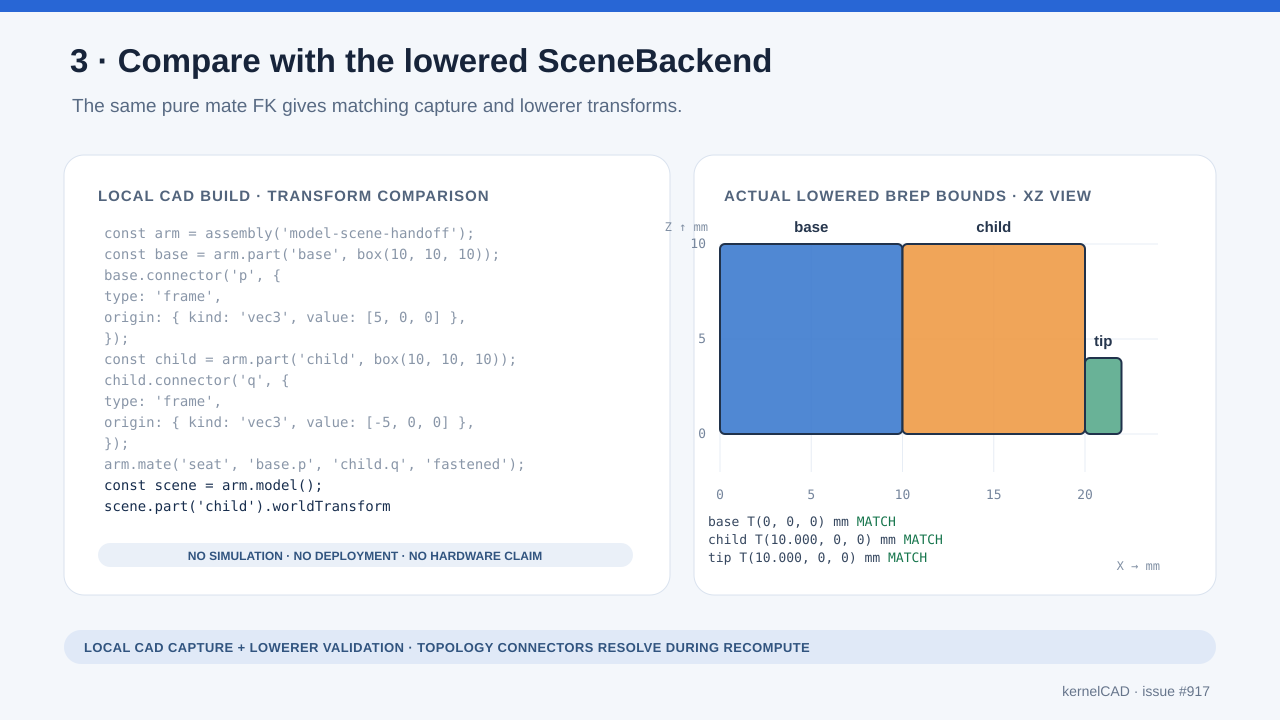 3 · Compare with the lowered SceneBackend
The same pure mate FK gives matching capture and lowerer transforms.
LOCAL CAD BUILD · TRANSFORM COMPARISON
const arm = assembly('model-scene-handoff');
const base = arm.part('base', box(10, 10, 10));
base.connector('p', {
type: 'frame',
origin: { kind: 'vec3', value: [5, 0, 0] },
});
const child = arm.part('child', box(10, 10, 10));
child.connector('q', {
type: 'frame',
origin: { kind: 'vec3', value: [-5, 0, 0] },
});
arm.mate('seat', 'base.p', 'child.q', 'fastened');
const scene = arm.model();
scene.part('child').worldTransform
NO SIMULATION · NO DEPLOYMENT · NO HARDWARE CLAIM
ACTUAL LOWERED BREP BOUNDS · XZ VIEW
Z ↑ mm
base
child
10
5
tip
0
0 5 10 15 20
base T(0, 0, 0) mm MATCH
child T(10.000, 0, 0) mm MATCH
tip T(10.000, 0, 0) mm MATCH
X → mm
LOCAL CAD CAPTURE + LOWERER VALIDATION · TOPOLOGY CONNECTORS RESOLVE DURING RECOMPUTE
kernelCAD · issue #917